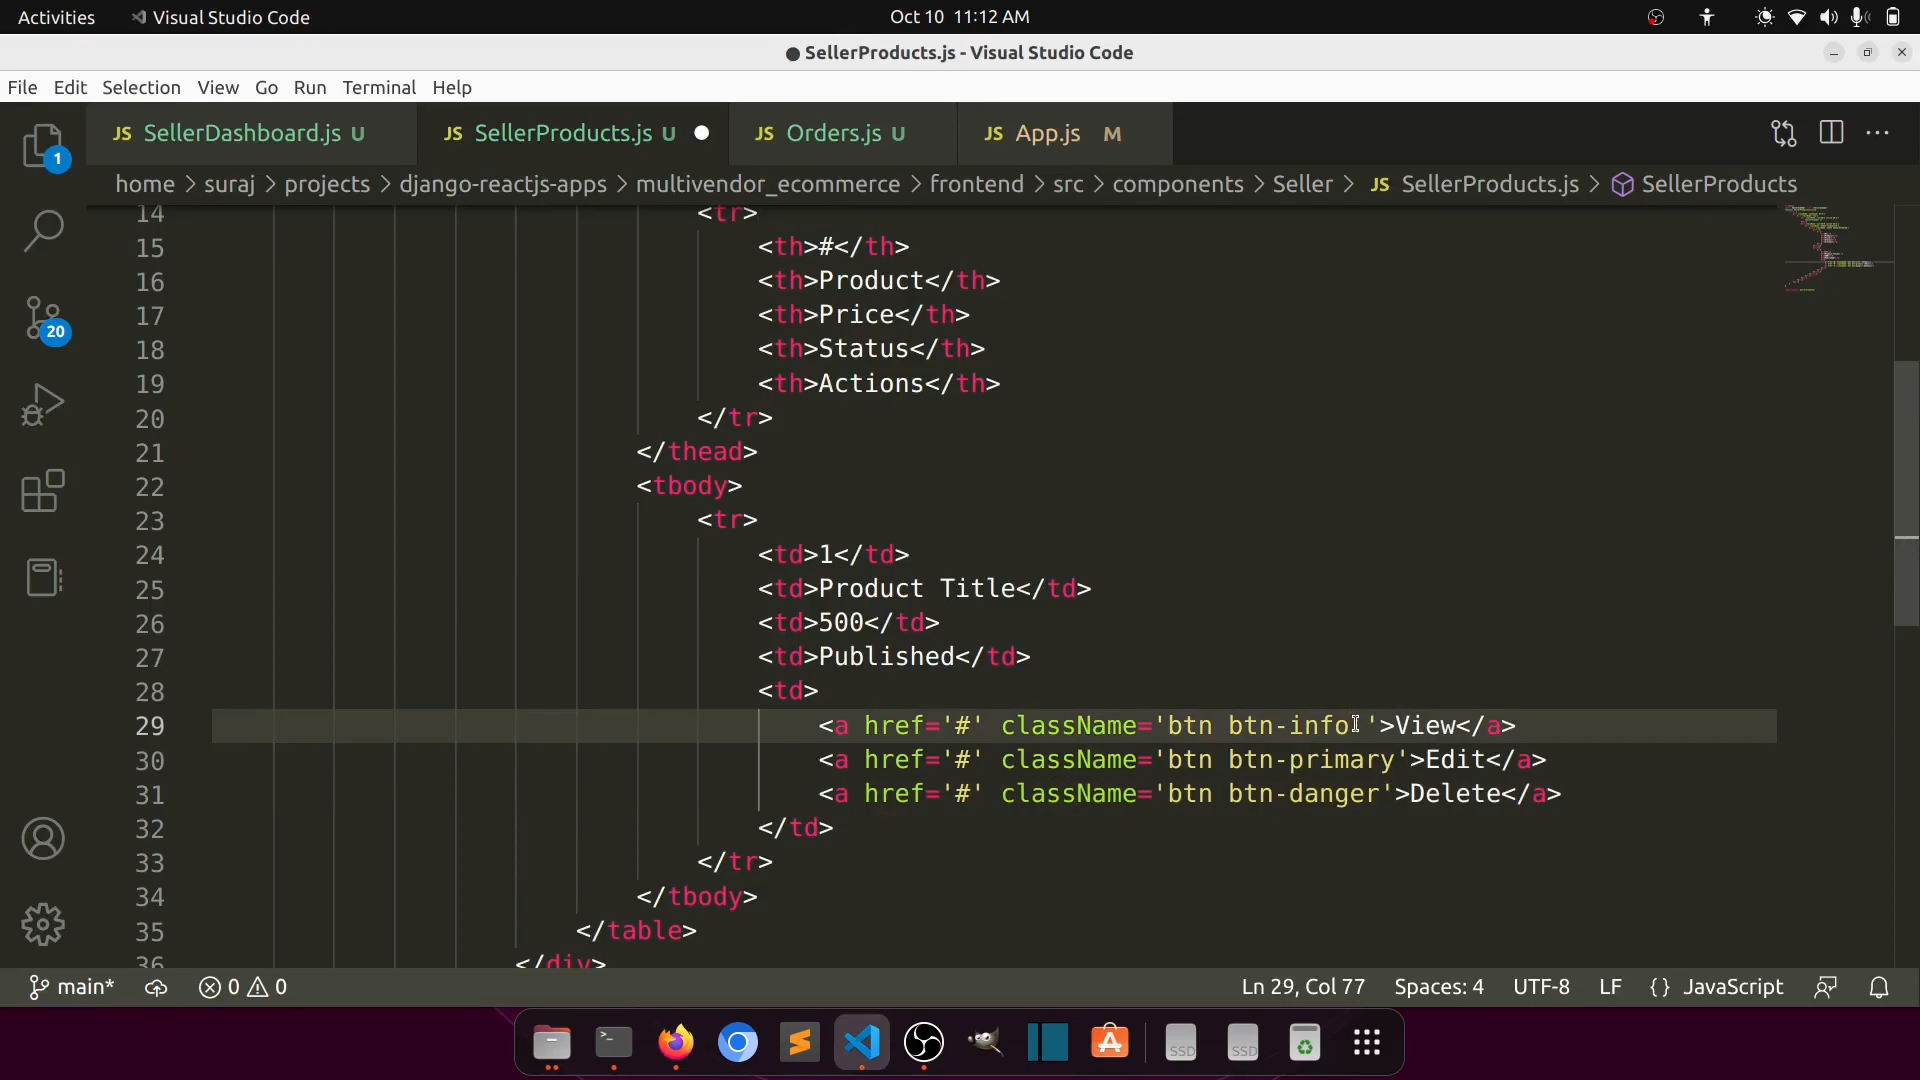 Activities Visual Studio Code Oct 10 11:12 AM
SellerProducts.js - Visual Studio Code
File Edit Selection View Go Run Terminal Help
JS SellerDashboard.js U JS SellerProducts.js U JS Orders.js U JS App.js M
home > suraj > projects > django-reactjs-apps > multivendor_ecommerce > frontend > src > components > Seller > JS SellerProducts.js > SellerProducts
1
20
14 <tr>
15 <th>#</th>
16 <th>Product</th>
17 <th>Price</th>
18 <th>Status</th>
19 <th>Actions</th>
20 </tr>
21 </thead>
22 <tbody>
23 <tr>
24 <td>1</td>
25 <td>Product Title</td>
26 <td>500</td>
27 <td>Published</td>
28 <td>
29 <a href='#' className='btn btn-info '>View</a>
30 <a href='#' className='btn btn-primary'>Edit</a>
31 <a href='#' className='btn btn-danger'>Delete</a>
32 </td>
33 </tr>
34 </tbody>
35 </table>
36 </div>
main* 0 0 Ln 29, Col 77 Spaces: 4 UTF-8 LF {} JavaScript
SSD SSD